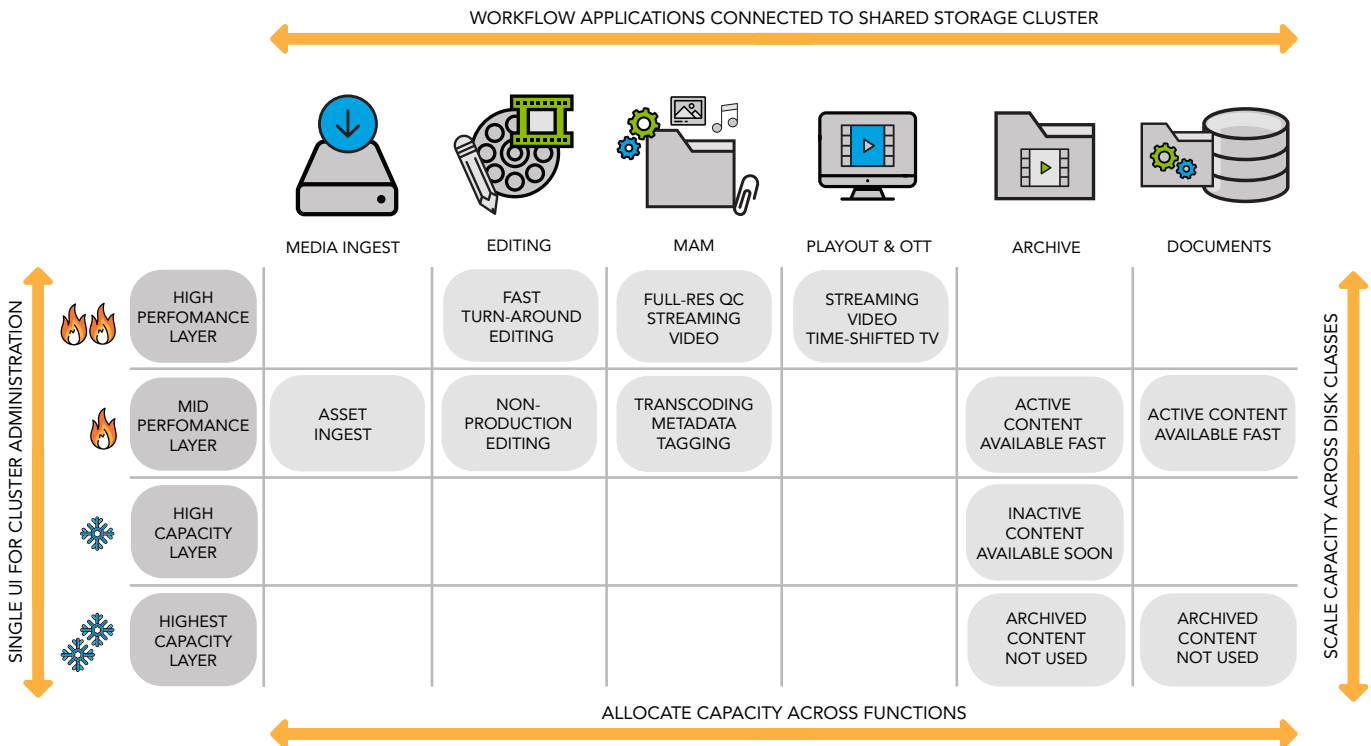 WORKFLOW APPLICATIONS CONNECTED TO SHARED STORAGE CLUSTER
MEDIA INGEST
EDITING
MAM
PLAYOUT & OTT
ARCHIVE
DOCUMENTS
SINGLE UI FOR CLUSTER ADMINISTRATION
HIGH
PERFOMANCE
LAYER
FAST
TURN-AROUND
EDITING
FULL-RES QC
STREAMING
VIDEO
STREAMING
VIDEO
TIME-SHIFTED TV
MID
PERFOMANCE
LAYER
ASSET
INGEST
NON-
PRODUCTION
EDITING
TRANSCODING
METADATA
TAGGING
ACTIVE
CONTENT
AVAILABLE FAST
ACTIVE CONTENT
AVAILABLE FAST
HIGH
CAPACITY
LAYER
INACTIVE
CONTENT
AVAILABLE SOON
HIGHEST
CAPACITY
LAYER
ARCHIVED
CONTENT
NOT USED
ARCHIVED
CONTENT
NOT USED
SCALE CAPACITY ACROSS DISK CLASSES
ALLOCATE CAPACITY ACROSS FUNCTIONS